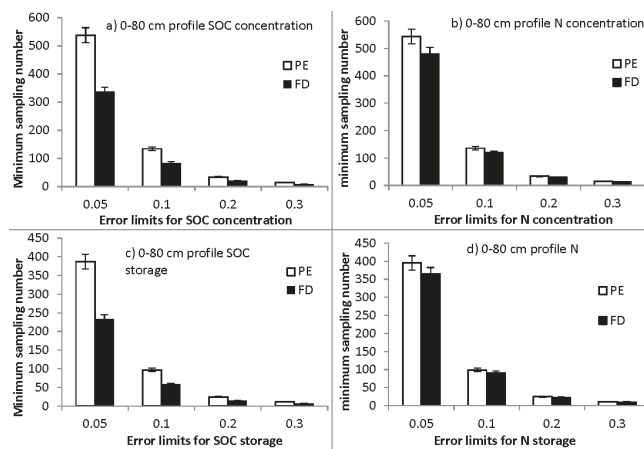 a) 0-80 cm profile SOC concentration
Minimum sampling number
600
500
400
300
200
100
0
PE
FD
0.05 0.1 0.2 0.3
Error limits for SOC concentration
b) 0-80 cm profile N concentration
minimum sampling number
600
500
400
300
200
100
0
PE
FD
0.05 0.1 0.2 0.3
Error limits for N concentration
c) 0-80 cm profile SOC
storage
Minimum sampling number
450
400
350
300
250
200
150
100
50
0
PE
FD
0.05 0.1 0.2 0.3
Error limits for SOC storage
d) 0-80 cm profile N
Minimum sampling number
450
400
350
300
250
200
150
100
50
0
PE
FD
0.05 0.1 0.2 0.3
Error limits for N storage